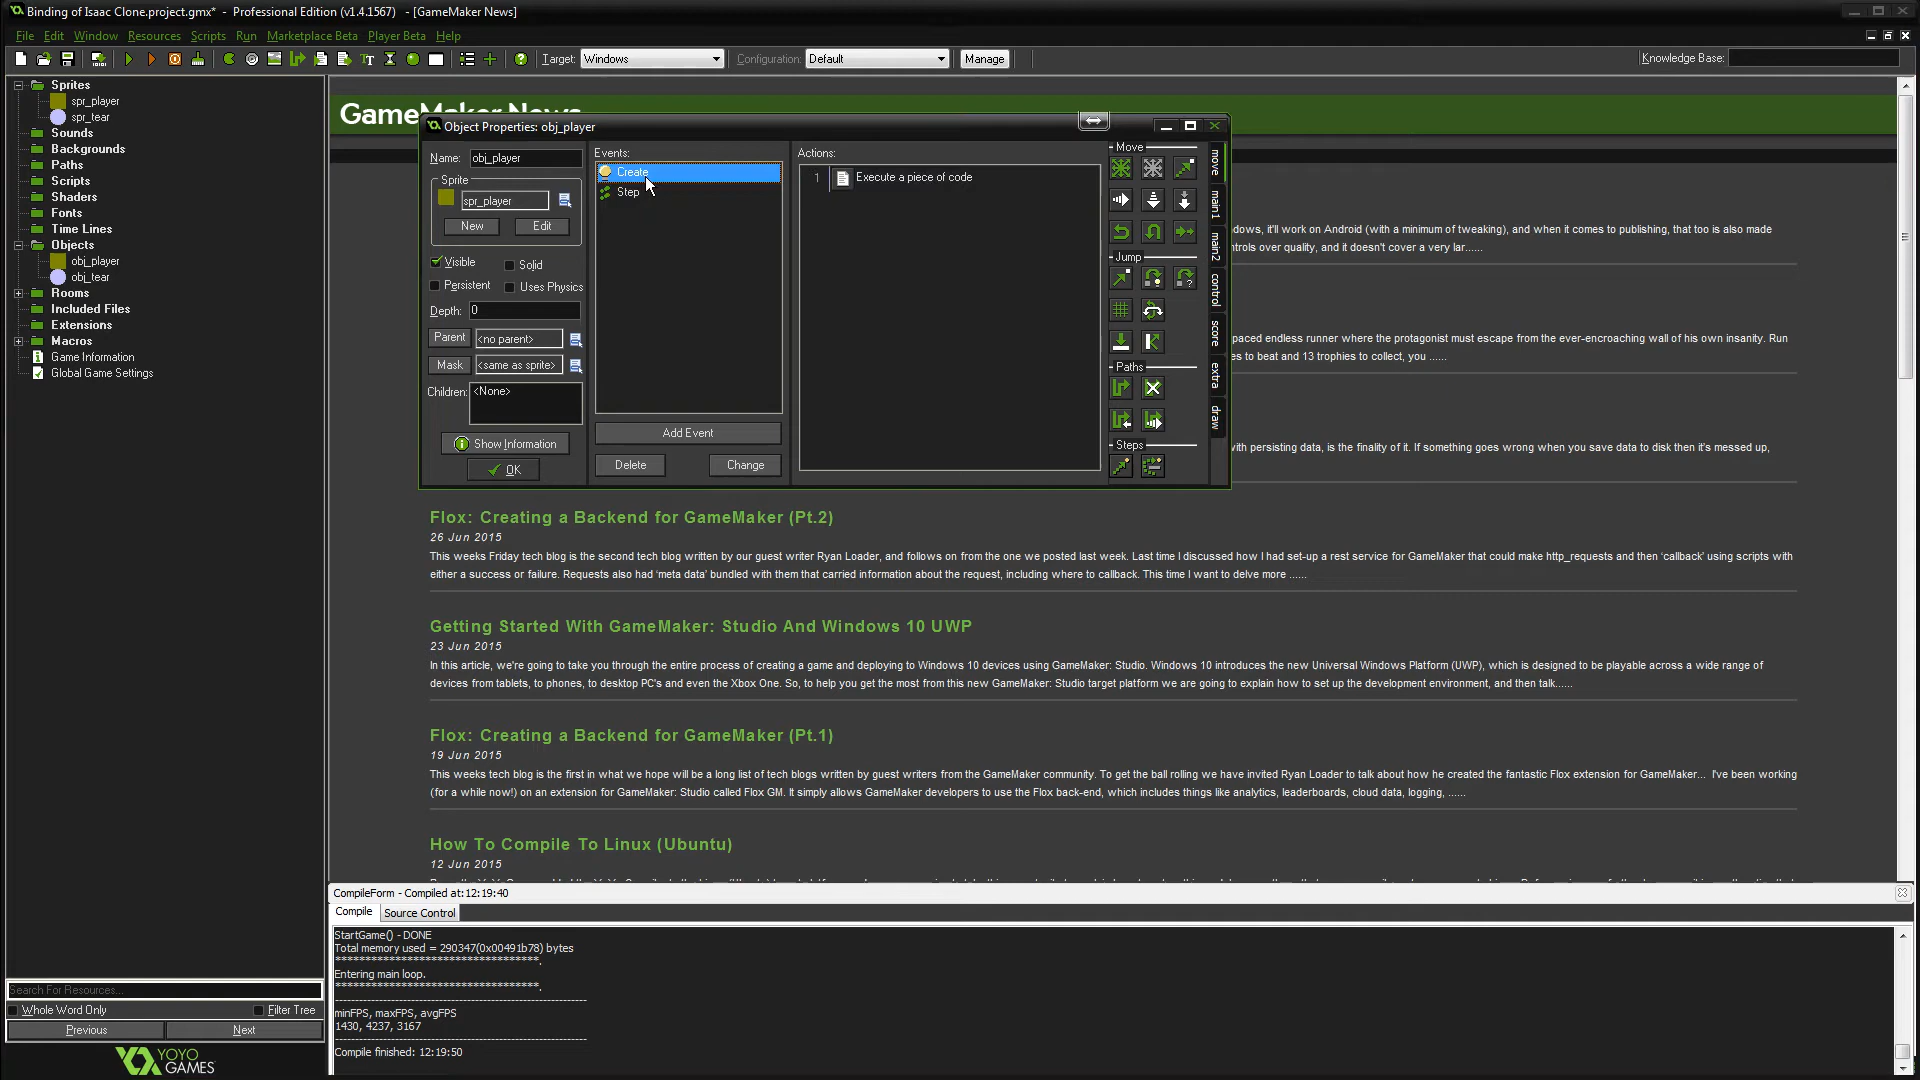 Binding of Isaac Clone.project.gmx* - Professional Edition (v1.4.1567) - [GameMaker News]
File Edit Window Resources Scripts Run Marketplace Beta Player Beta Help
Target: Windows Configuration: Default Manage Knowledge Base:
Sprites
spr_player
spr_tear
Sounds
Backgrounds
Paths
Scripts
Shaders
Fonts
Time Lines
Objects
obj_player
obj_tear
Rooms
Included Files
Extensions
Macros
Game Information
Global Game Settings
Search For Resources...
Whole Word Only Filter Tree
Previous Next
YOYO
GAMES
GameMaker News
Object Properties: obj_player
Name: obj_player
Sprite
spr_player
New Edit
Visible Solid
Persistent Uses Physics
Depth: 0
Parent <no parent>
Mask <same as sprite>
Children: <None>
Show Information
OK
Events:
Create
Step
Add Event
Delete Change
Actions:
1 Execute a piece of code
Move
Jump
Paths
Steps
move
main1
main2
control
score
extra
draw
dows, it'll work on Android (with a minimum of tweaking), and when it comes to publishing, that too is also made
ntrols over quality, and it doesn't cover a very lar......
paced endless runner where the protagonist must escape from the ever-encroaching wall of his own insanity. Run
es to beat and 13 trophies to collect, you ......
with persisting data, is the finality of it. If something goes wrong when you save data to disk then it's messed up,
Flox: Creating a Backend for GameMaker (Pt.2)
26 Jun 2015
This weeks Friday tech blog is the second tech blog written by our guest writer Ryan Loader, and follows on from the one we posted last week. Last time I discussed how I had set-up a rest service for GameMaker that could make http_requests and then ‘callback’ using scripts with
either a success or failure. Requests also had ‘meta data’ bundled with them that carried information about the request, including where to callback. This time I want to delve more ......
Getting Started With GameMaker: Studio And Windows 10 UWP
23 Jun 2015
In this article, we're going to take you through the entire process of creating a game and deploying to Windows 10 devices using GameMaker: Studio. Windows 10 introduces the new Universal Windows Platform (UWP), which is designed to be playable across a wide range of
devices from tablets, to phones, to desktop PC's and even the Xbox One. So, to help you get the most from this new GameMaker: Studio target platform we are going to explain how to set up the development environment, and then talk......
Flox: Creating a Backend for GameMaker (Pt.1)
19 Jun 2015
This weeks tech blog is the first in what we hope will be a long list of tech blogs written by guest writers from the GameMaker community. To get the ball rolling we have invited Ryan Loader to talk about how he created the fantastic Flox extension for GameMaker... I've been working
(for a while now!) on an extension for GameMaker: Studio called Flox GM. It simply allows GameMaker developers to use the Flox back-end, which includes things like analytics, leaderboards, cloud data, logging, ......
How To Compile To Linux (Ubuntu)
12 Jun 2015
CompileForm - Compiled at:12:19:40
Compile Source Control
StartGame() - DONE
Total memory used = 290347(0x00491b78) bytes
**********************************.
Entering main loop.
**********************************.
--------------------------------------------------------
minFPS, maxFPS, avgFPS
1430, 4237, 3167
--------------------------------------------------------
Compile finished: 12:19:50